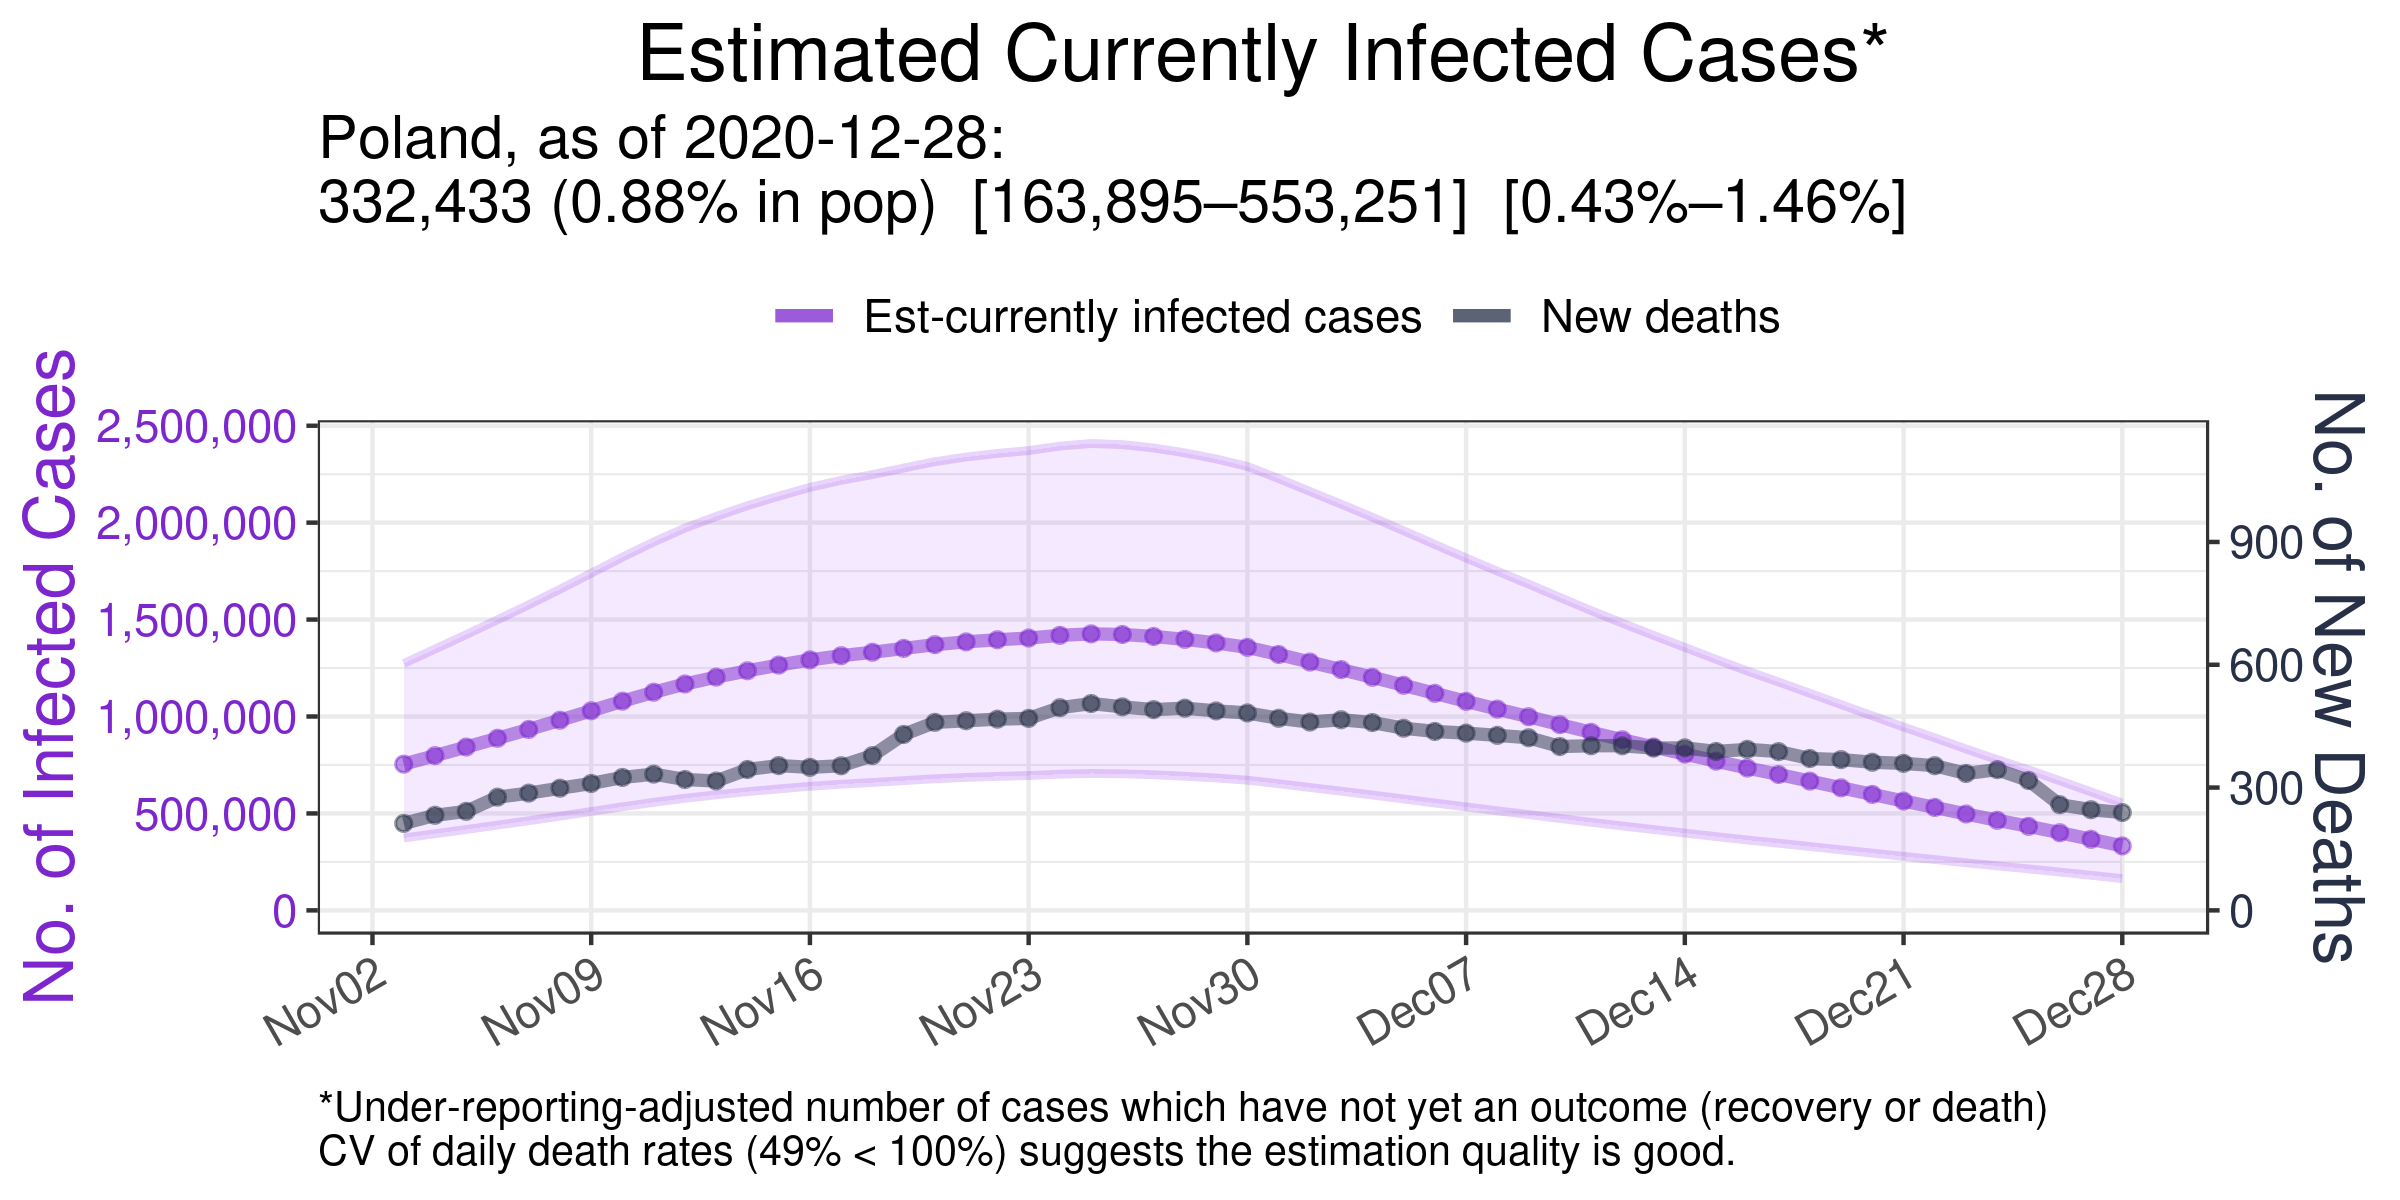 Estimated Currently Infected Cases*
Poland, as of 2020-12-28:
332,433 (0.88% in pop) [163,895–553,251] [0.43%–1.46%]
Est-currently infected cases New deaths
No. of Infected Cases
2,500,000
2,000,000
1,500,000
1,000,000
500,000
0
900
600
300
0
No. of New Deaths
Nov02 Nov09 Nov16 Nov23 Nov30 Dec07 Dec14 Dec21 Dec28
*Under-reporting-adjusted number of cases which have not yet an outcome (recovery or death)
CV of daily death rates (49% < 100%) suggests the estimation quality is good.